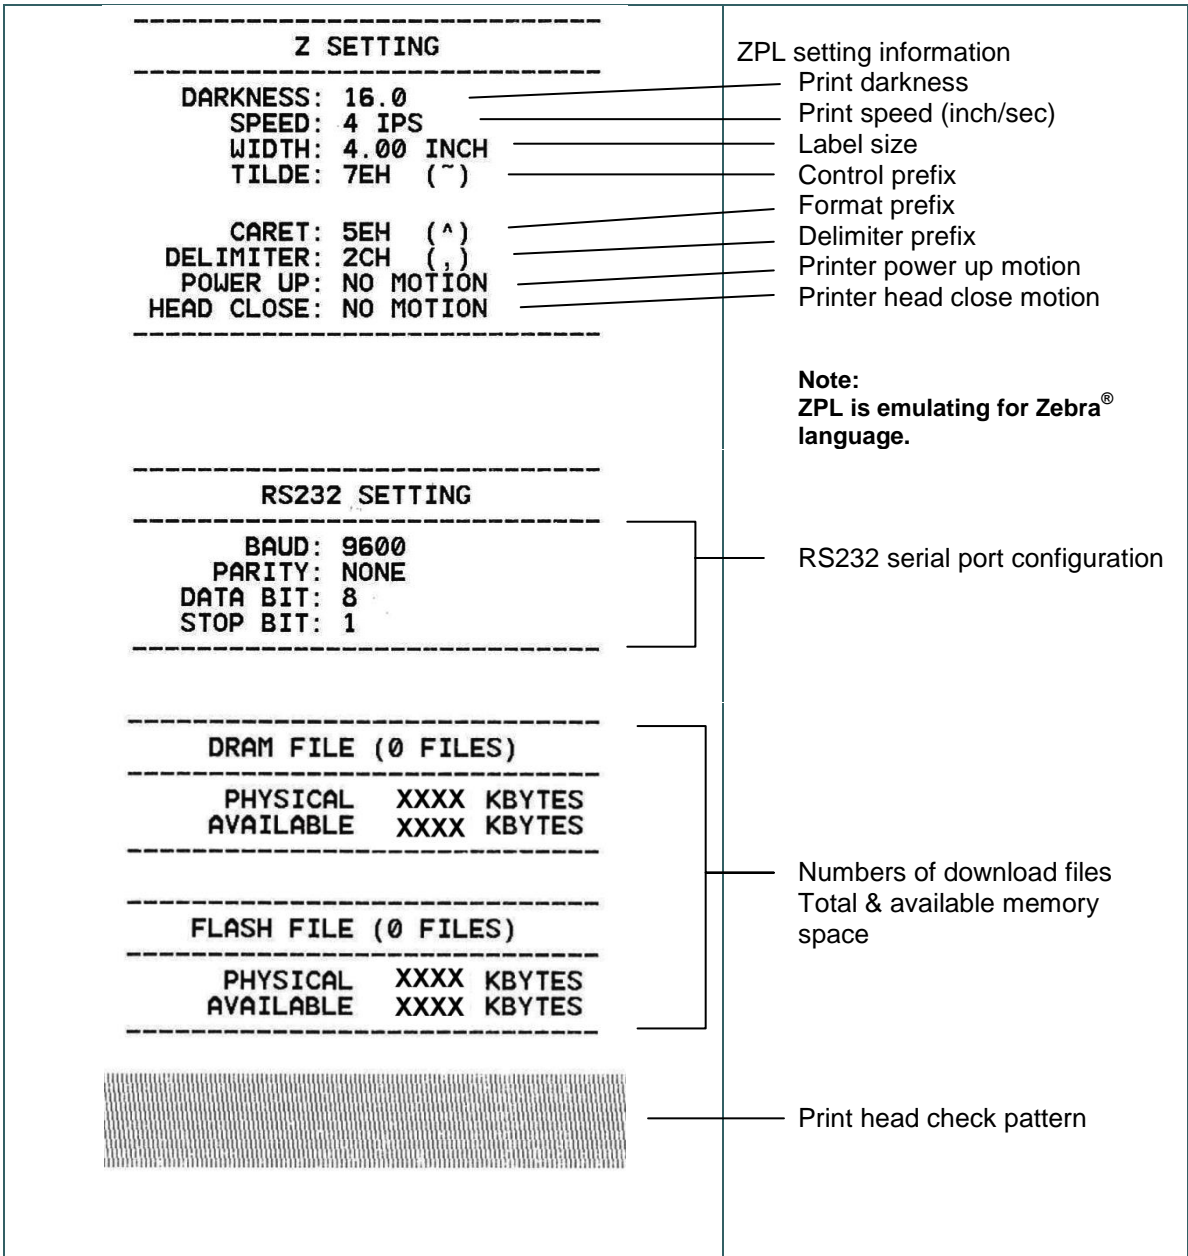 Z SETTING
DARKNESS: 16.0
SPEED: 4 IPS
WIDTH: 4.00 INCH
TILDE: 7EH (~)
CARET: 5EH (^)
DELIMITER: 2CH (,)
POWER UP: NO MOTION
HEAD CLOSE: NO MOTION
ZPL setting information
Print darkness
Print speed (inch/sec)
Label size
Control prefix
Format prefix
Delimiter prefix
Printer power up motion
Printer head close motion
Note:
ZPL is emulating for Zebra®
language.
RS232 SETTING
BAUD: 9600
PARITY: NONE
DATA BIT: 8
STOP BIT: 1
RS232 serial port configuration
DRAM FILE (0 FILES)
PHYSICAL XXXX KBYTES
AVAILABLE XXXX KBYTES
FLASH FILE (0 FILES)
PHYSICAL XXXX KBYTES
AVAILABLE XXXX KBYTES
Numbers of download files
Total & available memory
space
Print head check pattern